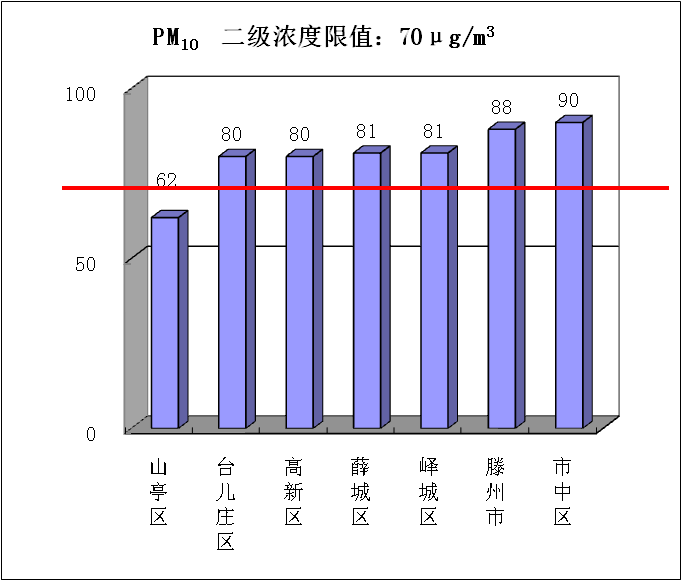 PM10 二级浓度限值：70μg/m3
100
50
0
62
80
80
81
81
88
90
山亭区
台儿庄区
高新区
薛城区
峄城区
滕州市
市中区